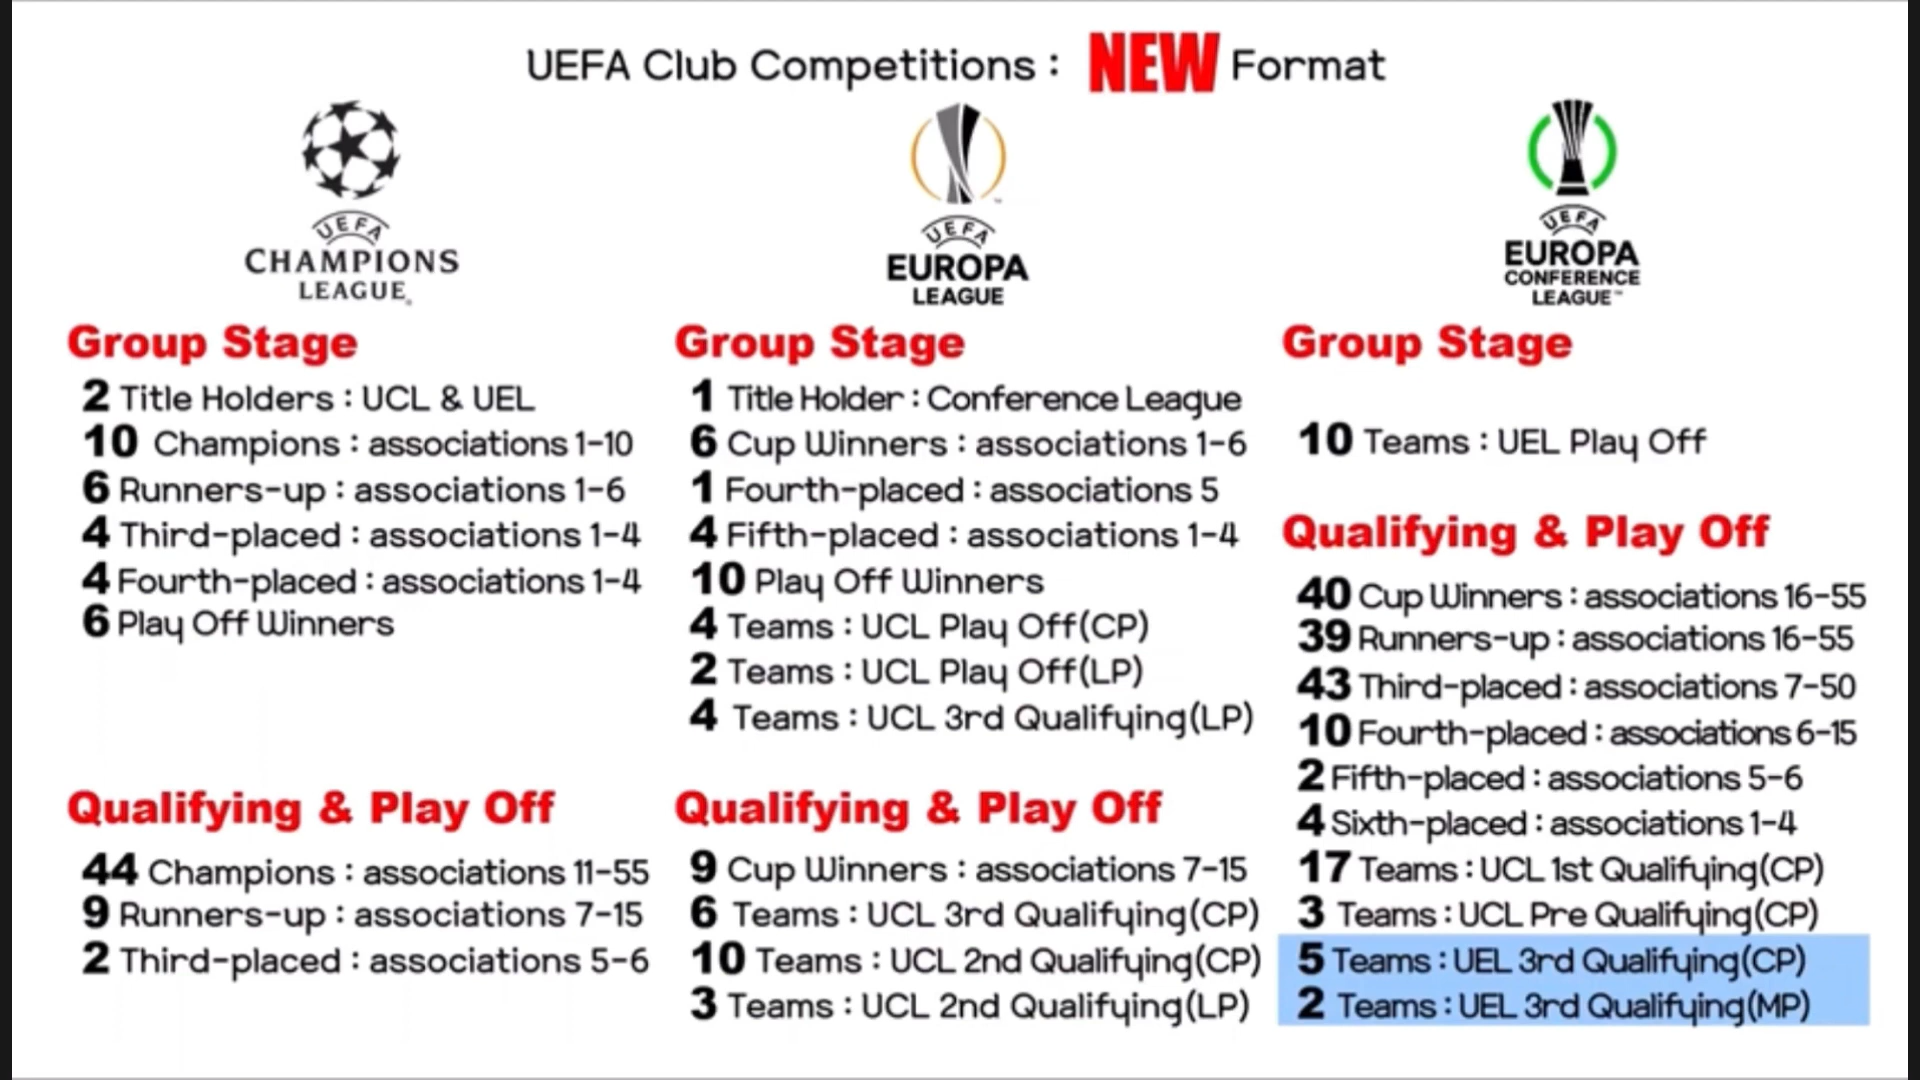 UEFA Club Competitions : NEW Format
UEFA
CHAMPIONS
LEAGUE
Group Stage
2 Title Holders : UCL & UEL
10 Champions : associations 1-10
6 Runners-up : associations 1-6
4 Third-placed : associations 1-4
4 Fourth-placed : associations 1-4
6 Play Off Winners
Qualifying & Play Off
44 Champions : associations 11-55
9 Runners-up : associations 7-15
2 Third-placed : associations 5-6
UEFA
EUROPA
LEAGUE
Group Stage
1 Title Holder : Conference League
6 Cup Winners : associations 1-6
1 Fourth-placed : associations 5
4 Fifth-placed : associations 1-4
10 Play Off Winners
4 Teams : UCL Play Off(CP)
2 Teams : UCL Play Off(LP)
4 Teams : UCL 3rd Qualifying(LP)
Qualifying & Play Off
9 Cup Winners : associations 7-15
6 Teams : UCL 3rd Qualifying(CP)
10 Teams : UCL 2nd Qualifying(CP)
3 Teams : UCL 2nd Qualifying(LP)
UEFA
EUROPA
CONFERENCE
LEAGUE™
Group Stage
10 Teams : UEL Play Off
Qualifying & Play Off
40 Cup Winners : associations 16-55
39 Runners-up : associations 16-55
43 Third-placed : associations 7-50
10 Fourth-placed : associations 6-15
2 Fifth-placed : associations 5-6
4 Sixth-placed : associations 1-4
17 Teams : UCL 1st Qualifying(CP)
3 Teams : UCL Pre Qualifying(CP)
5 Teams : UEL 3rd Qualifying(CP)
2 Teams : UEL 3rd Qualifying(MP)